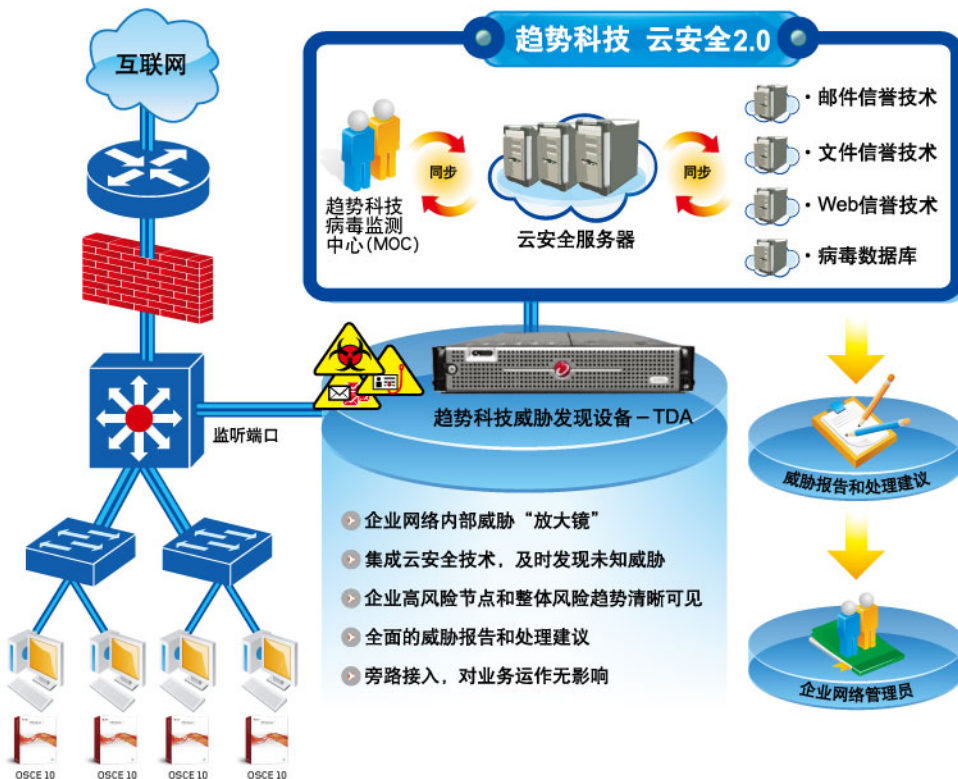 互联网
趋势科技 云安全2.0
同步
同步
趋势科技
病毒监测
中心(MOC)
云安全服务器
·邮件信誉技术
·文件信誉技术
·Web信誉技术
·病毒数据库
监听端口
趋势科技威胁发现设备－TDA
企业网络内部威胁“放大镜”
集成云安全技术，及时发现未知威胁
企业高风险节点和整体风险趋势清晰可见
全面的威胁报告和处理建议
旁路接入，对业务运作无影响
威胁报告和处理建议
企业网络管理员
OSCE 10
OSCE 10
OSCE 10
OSCE 10